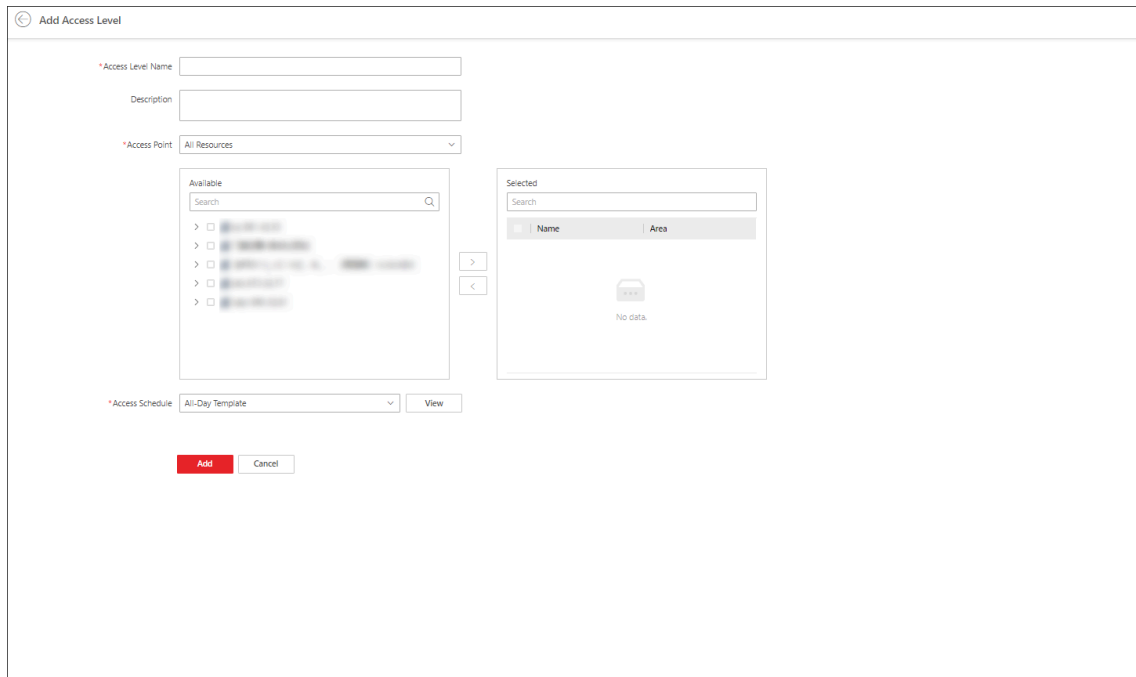 Add Access Level
*Access Level Name
Description
*Access Point All Resources
Available
Search
Selected
Search
Name Area
No data.
*Access Schedule All-Day Template View
Add Cancel